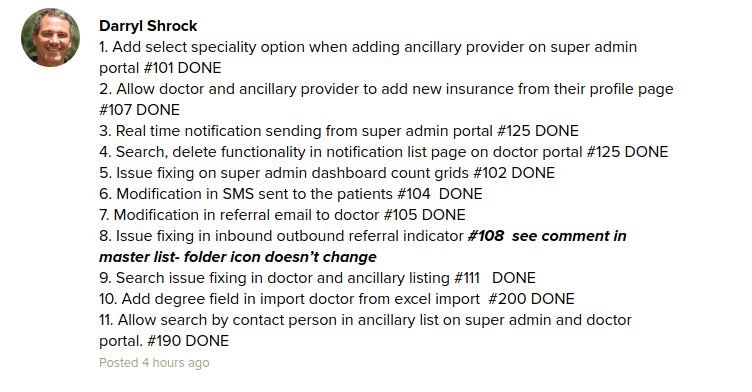 Darryl Shrock
1. Add select speciality option when adding ancillary provider on super admin
portal #101 DONE
2. Allow doctor and ancillary provider to add new insurance from their profile page
#107 DONE
3. Real time notification sending from super admin portal #125 DONE
4. Search, delete functionality in notification list page on doctor portal #125 DONE
5. Issue fixing on super admin dashboard count grids #102 DONE
6. Modification in SMS sent to the patients #104  DONE
7. Modification in referral email to doctor #105 DONE
8. Issue fixing in inbound outbound referral indicator #108  see comment in
master list- folder icon doesn’t change
9. Search issue fixing in doctor and ancillary listing #111   DONE
10. Add degree field in import doctor from excel import  #200 DONE
11. Allow search by contact person in ancillary list on super admin and doctor
portal. #190 DONE
Posted 4 hours ago